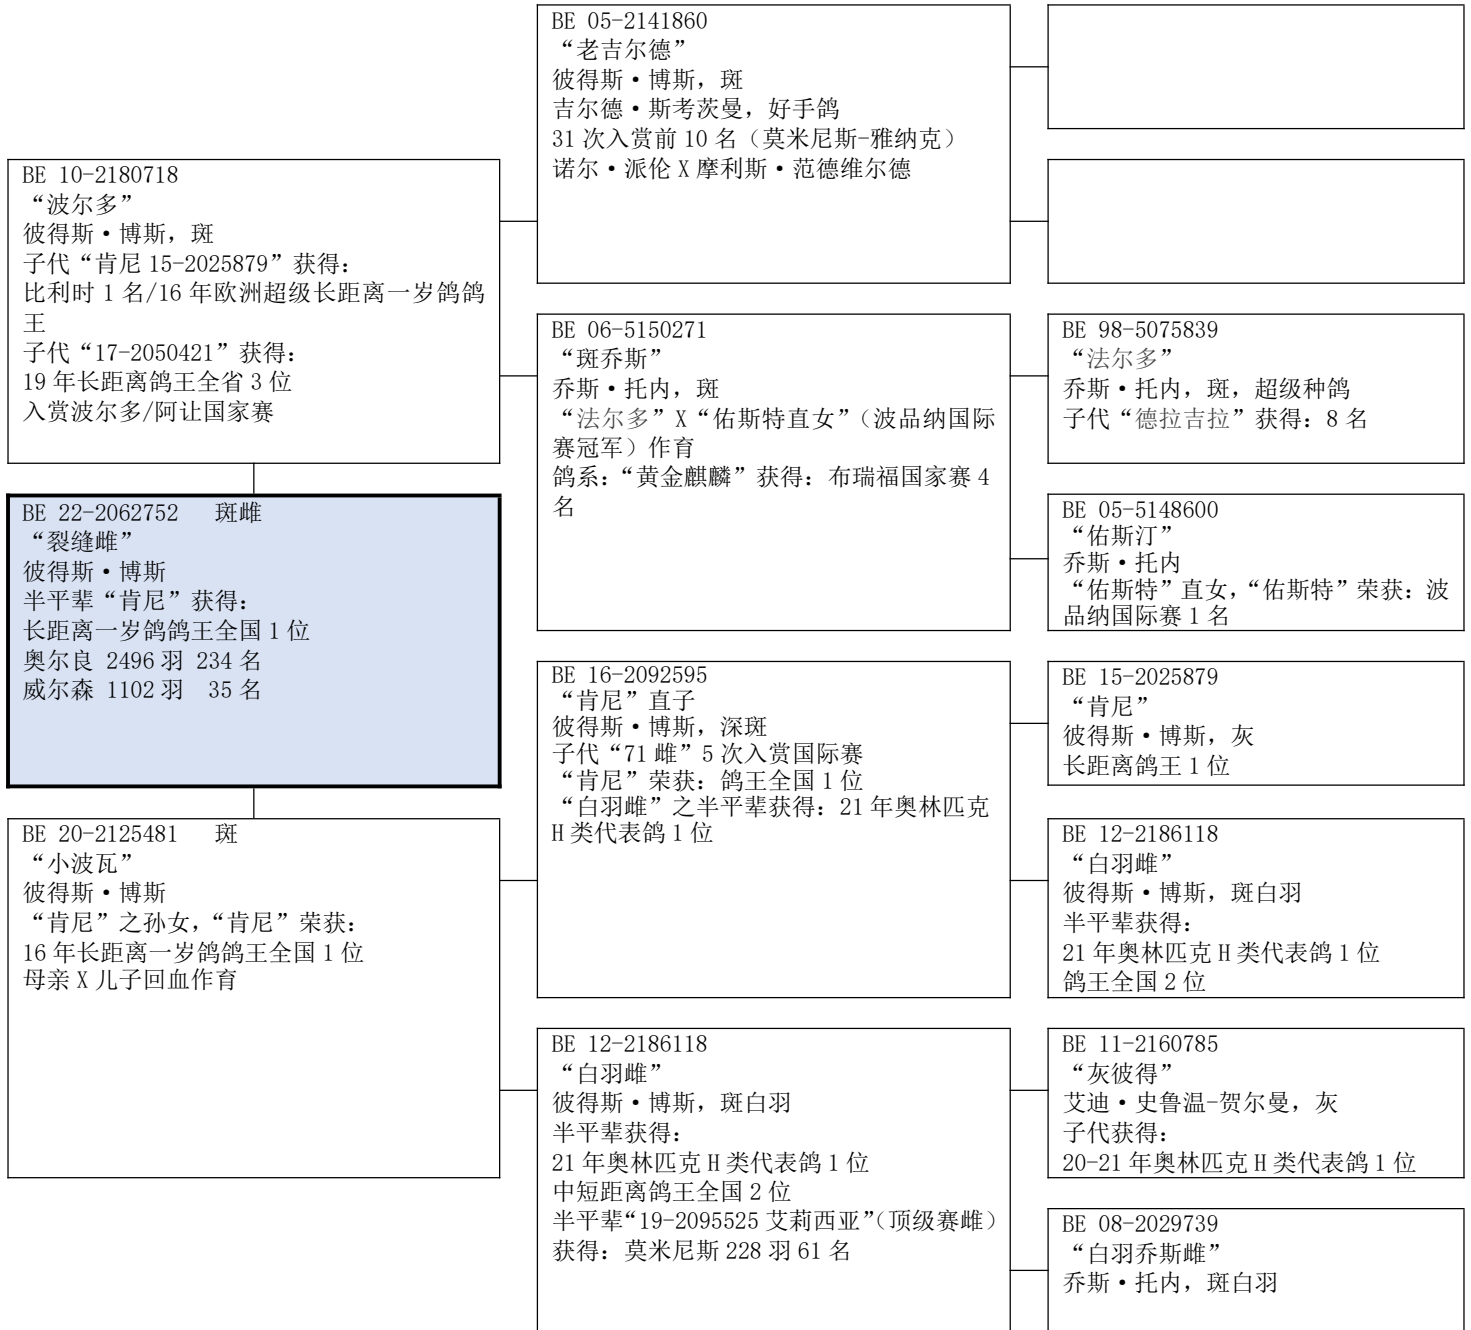 BE 05-2141860
“老吉尔德”
彼得斯·博斯，斑
吉尔德·斯考茨曼，好手鸽
31 次入赏前 10 名（莫米尼斯-雅纳克）
诺尔·派伦 X 摩利斯·范德维尔德
BE 10-2180718
“波尔多”
彼得斯·博斯，斑
子代“肯尼 15-2025879”获得：
比利时 1 名/16 年欧洲超级长距离一岁鸽鸽
王
子代“17-2050421”获得：
19 年长距离鸽王全省 3 位
入赏波尔多/阿让国家赛
BE 06-5150271
“斑乔斯”
乔斯·托内，斑
“法尔多”X“佑斯特直女”（波品纳国际
赛冠军）作育
鸽系：“黄金麒麟”获得：布瑞福国家赛 4
名
BE 98-5075839
“法尔多”
乔斯·托内，斑，超级种鸽
子代“德拉吉拉”获得：8 名
BE 22-2062752 斑雌
“裂缝雌”
彼得斯·博斯
半平辈“肯尼”获得：
长距离一岁鸽鸽王全国 1 位
奥尔良 2496 羽 234 名
威尔森 1102 羽 35 名
BE 05-5148600
“佑斯汀”
乔斯·托内
“佑斯特”直女，“佑斯特”荣获：波
品纳国际赛 1 名
BE 16-2092595
“肯尼”直子
彼得斯·博斯，深斑
子代“71 雌”5 次入赏国际赛
“肯尼”荣获：鸽王全国 1 位
“白羽雌”之半平辈获得：21 年奥林匹克
H 类代表鸽 1 位
BE 15-2025879
“肯尼”
彼得斯·博斯，灰
长距离鸽王 1 位
BE 20-2125481 斑
“小波瓦”
彼得斯·博斯
“肯尼”之孙女，“肯尼”荣获：
16 年长距离一岁鸽鸽王全国 1 位
母亲 X 儿子回血作育
BE 12-2186118
“白羽雌”
彼得斯·博斯，斑白羽
半平辈获得：
21 年奥林匹克 H 类代表鸽 1 位
鸽王全国 2 位
BE 12-2186118
“白羽雌”
彼得斯·博斯，斑白羽
半平辈获得：
21 年奥林匹克 H 类代表鸽 1 位
中短距离鸽王全国 2 位
半平辈“19-2095525 艾莉西亚”（顶级赛雌）
获得：莫米尼斯 228 羽 61 名
BE 11-2160785
“灰彼得”
艾迪·史鲁温-贺尔曼，灰
子代获得：
20-21 年奥林匹克 H 类代表鸽 1 位
BE 08-2029739
“白羽乔斯雌”
乔斯·托内，斑白羽